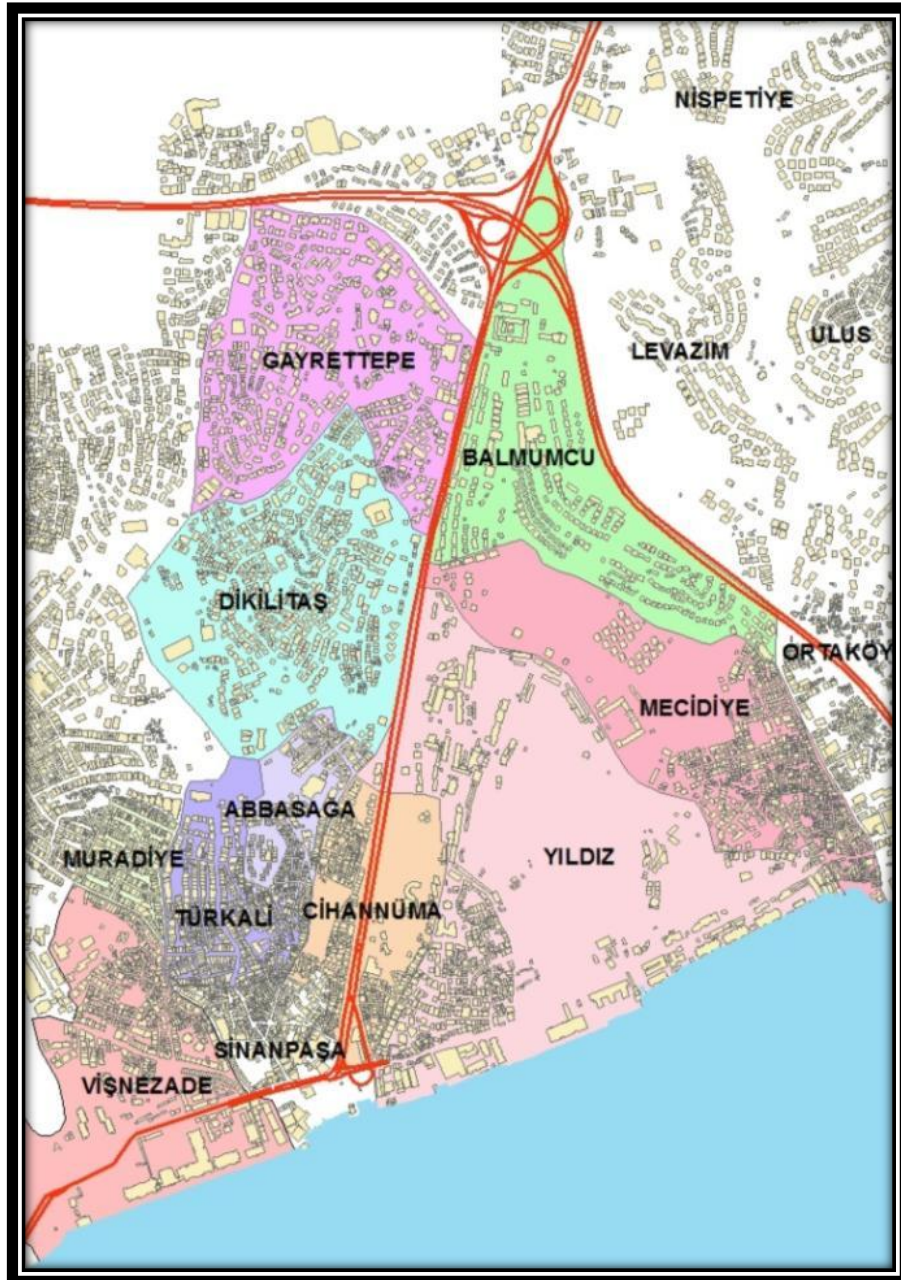 NİSPETİYE
ULUS
LEVAZIM
GAYRETTEPE
BALMUMCU
DİKİLİTAŞ
ORTAKÖY
MECİDİYE
ABBASAĞA
MURADİYE
YILDIZ
TÜRKALİ
CİHANNÜMA
SİNANPAŞA
VİŞNEZADE